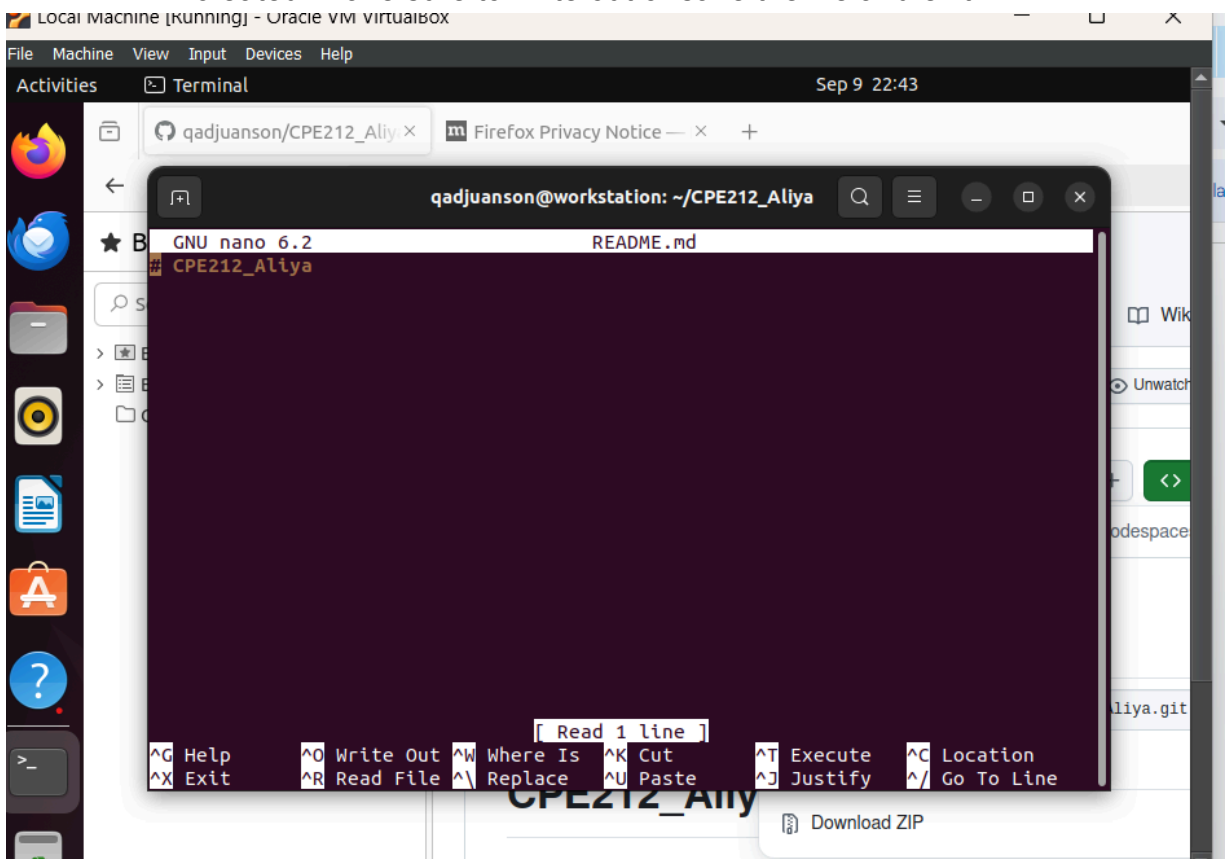 Local Machine [Running] - Oracle VM VirtualBox
File Machine View Input Devices Help
Activities Terminal Sep 9 22:43
qadjuanson/CPE212_Aliy × Firefox Privacy Notice — × +
qadjuanson@workstation: ~/CPE212_Aliya
GNU nano 6.2 README.md
# CPE212_Aliya
Wik
Unwatch
odespace
liya.git
[ Read 1 line ]
^G Help ^O Write Out ^W Where Is ^K Cut ^T Execute ^C Location
^X Exit ^R Read File ^\ Replace ^U Paste ^J Justify ^/ Go To Line
CPE212_Aliy
Download ZIP